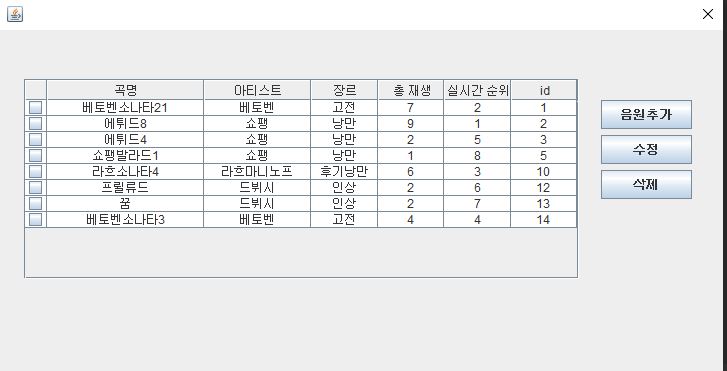 곡명 아티스트 장르 총 재생 실시간 순위 id
베토벤소나타21 베토벤 고전 7 2 1
에튀드8 쇼팽 낭만 9 1 2
에튀드4 쇼팽 낭만 2 5 3
쇼팽발라드1 쇼팽 낭만 1 8 5
라흐소나타4 라흐마니노프 후기낭만 6 3 10
프릴류드 드뷔시 인상 2 6 12
꿈 드뷔시 인상 2 7 13
베토벤소나타3 베토벤 고전 4 4 14
음원추가
수정
삭제